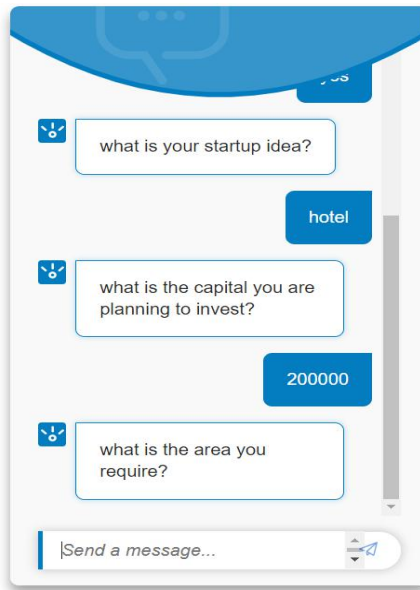 yes
what is your startup idea?
hotel
what is the capital you are
planning to invest?
200000
what is the area you
require?
Send a message...